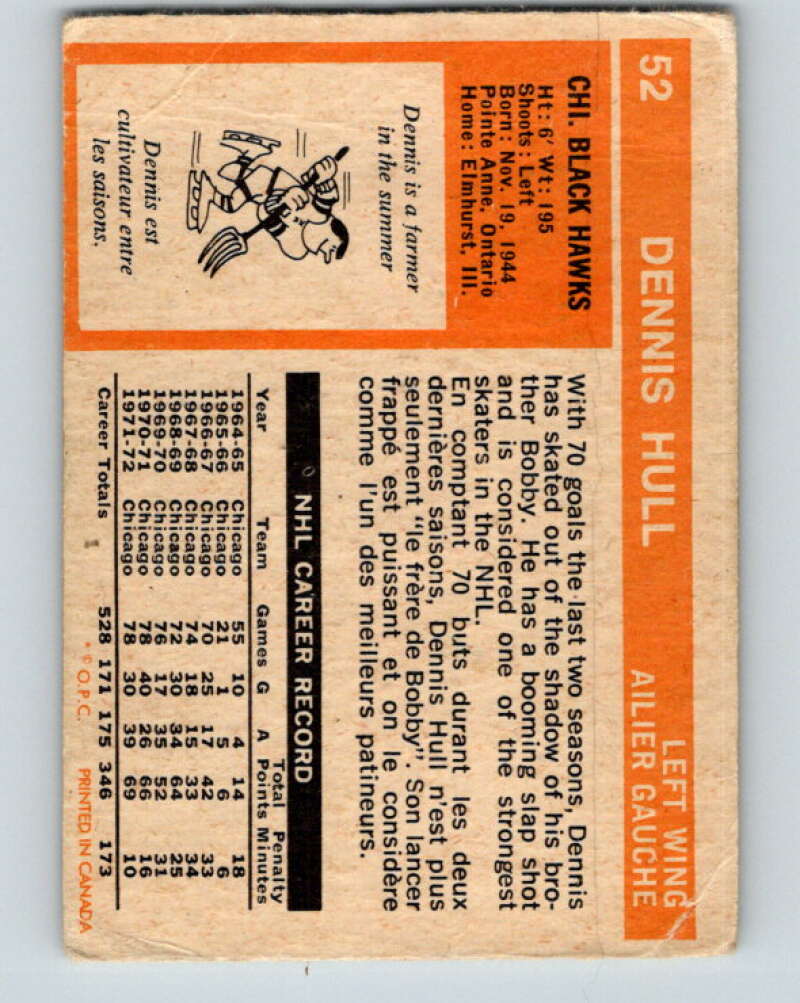 52 DENNIS HULL LEFT WING
AILIER GAUCHE
CHI. BLACK HAWKS
Ht: 6' Wt: 195
Shoots: Left
Born: Nov. 19, 1944
Pointe Anne, Ontario
Home: Elmhurst, Ill.
Dennis is a farmer
in the summer
Dennis est
cultivateur entre
les saisons.
With 70 goals the last two seasons, Dennis
has skated out of the shadow of his bro-
ther Bobby. He has a booming slap shot
and is considered one of the strongest
skaters in the NHL.
En comptant 70 buts durant les deux
dernières saisons, Dennis Hull n'est plus
seulement "le frère de Bobby". Son lancer
frappé est puissant et on le considère
comme l'un des meilleurs patineurs.
NHL CAREER RECORD
Total Penalty
Year Team Games G A Points Minutes
1964-65 Chicago 55 10 4 14 18
1965-66 Chicago 21 1 5 6 6
1966-67 Chicago 70 25 17 42 33
1967-68 Chicago 74 18 15 33 34
1968-69 Chicago 72 30 34 64 25
1969-70 Chicago 76 17 35 52 31
1970-71 Chicago 78 40 26 66 16
1971-72 Chicago 78 30 39 69 10
Career Totals 528 171 175 346 173
* © O.P.C. PRINTED IN CANADA